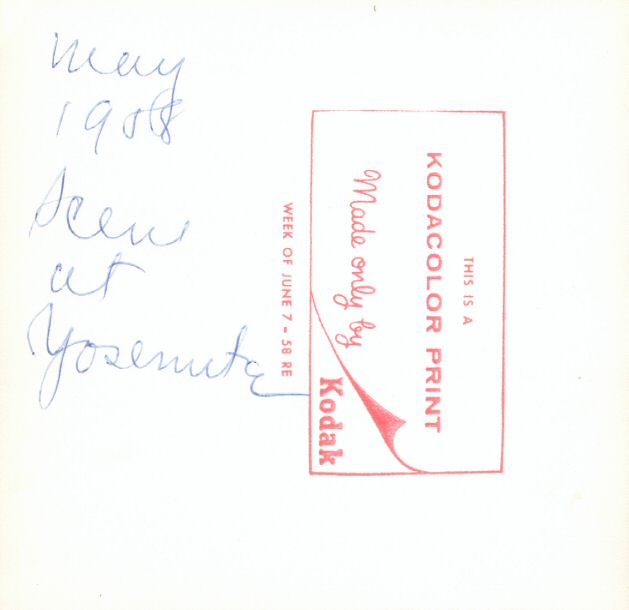 May
1958
Scene
at
Yosemite
THIS IS A
KODACOLOR PRINT
Made only by
Kodak
WEEK OF JUNE 7 - 58 RE